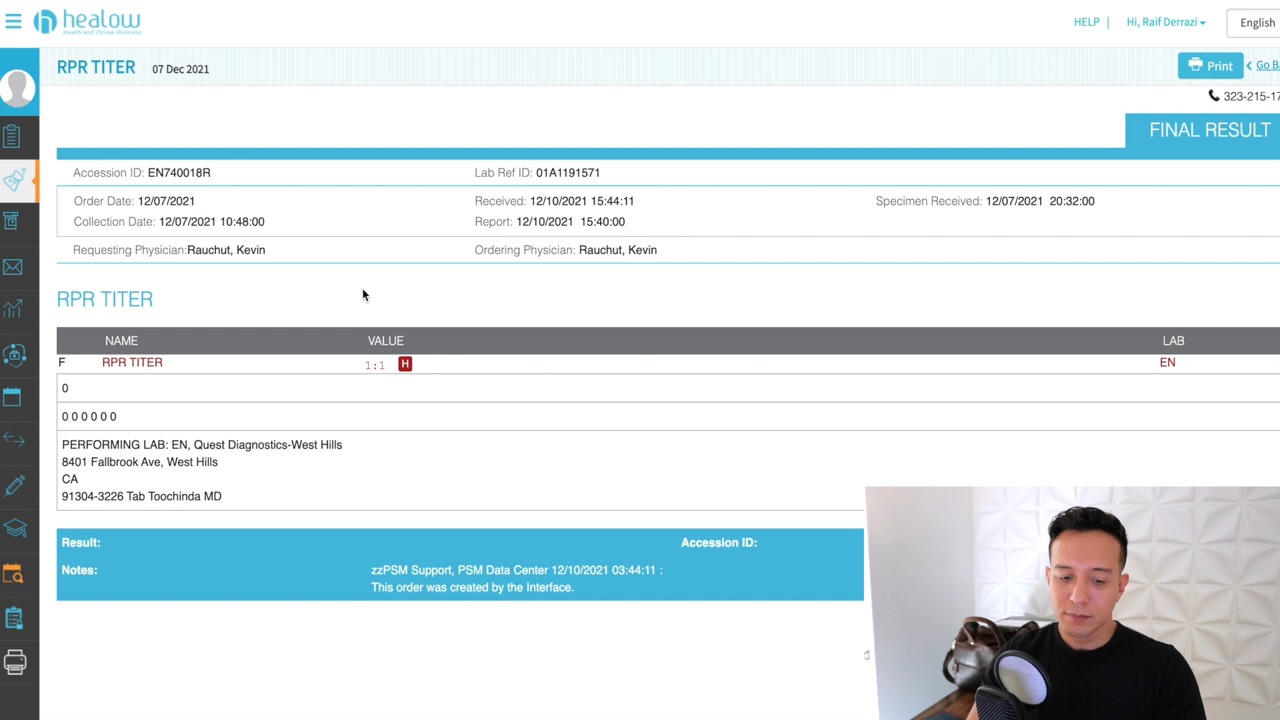 healow
Health and Online Wellness
HELP | Hi, Raif Derrazi
English
RPR TITER 07 Dec 2021
Print
Go B
323-215-17
FINAL RESULT
Accession ID: EN740018R Lab Ref ID: 01A1191571
Order Date: 12/07/2021 Received: 12/10/2021 15:44:11 Specimen Received: 12/07/2021 20:32:00
Collection Date: 12/07/2021 10:48:00 Report: 12/10/2021 15:40:00
Requesting Physician:Rauchut, Kevin Ordering Physician: Rauchut, Kevin
RPR TITER
NAME VALUE LAB
F RPR TITER 1:1 H EN
0
0 0 0 0 0 0
PERFORMING LAB: EN, Quest Diagnostics-West Hills
8401 Fallbrook Ave, West Hills
CA
91304-3226 Tab Toochinda MD
Result: Accession ID:
Notes: zzPSM Support, PSM Data Center 12/10/2021 03:44:11 :
This order was created by the Interface.